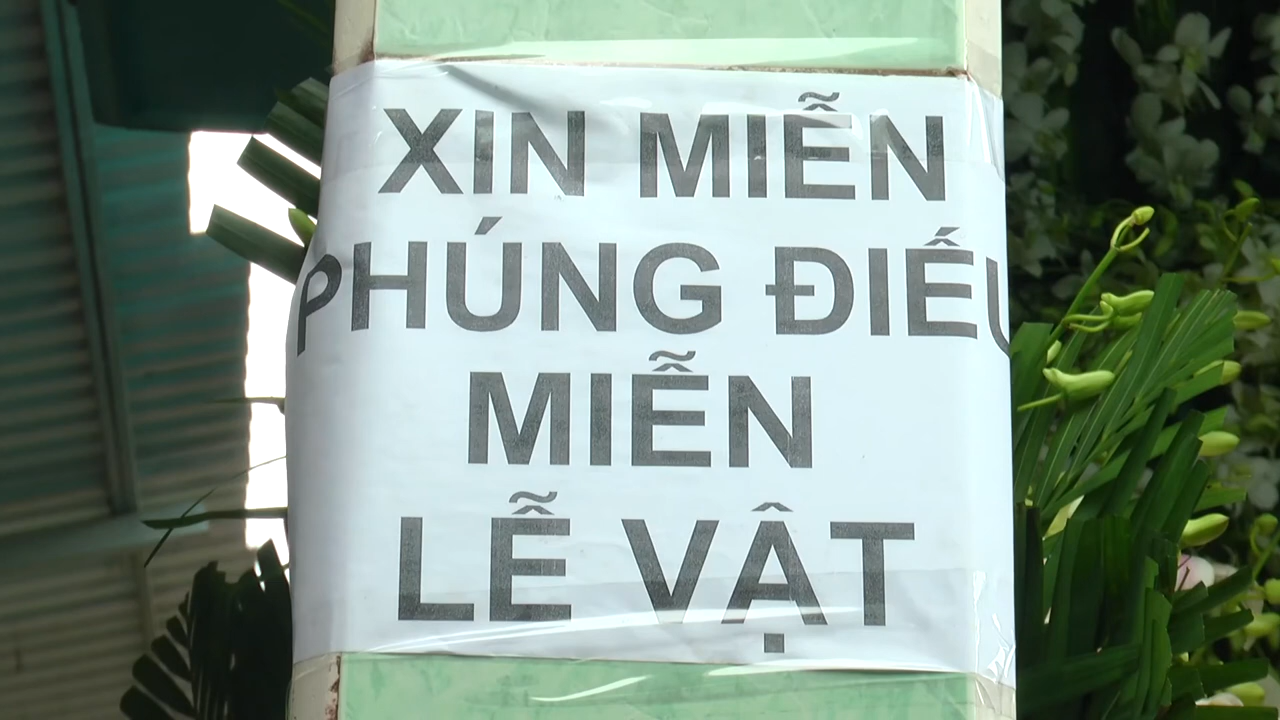 XIN MIỄN
PHÚNG ĐIẾU
MIỄN
LỄ VẬT